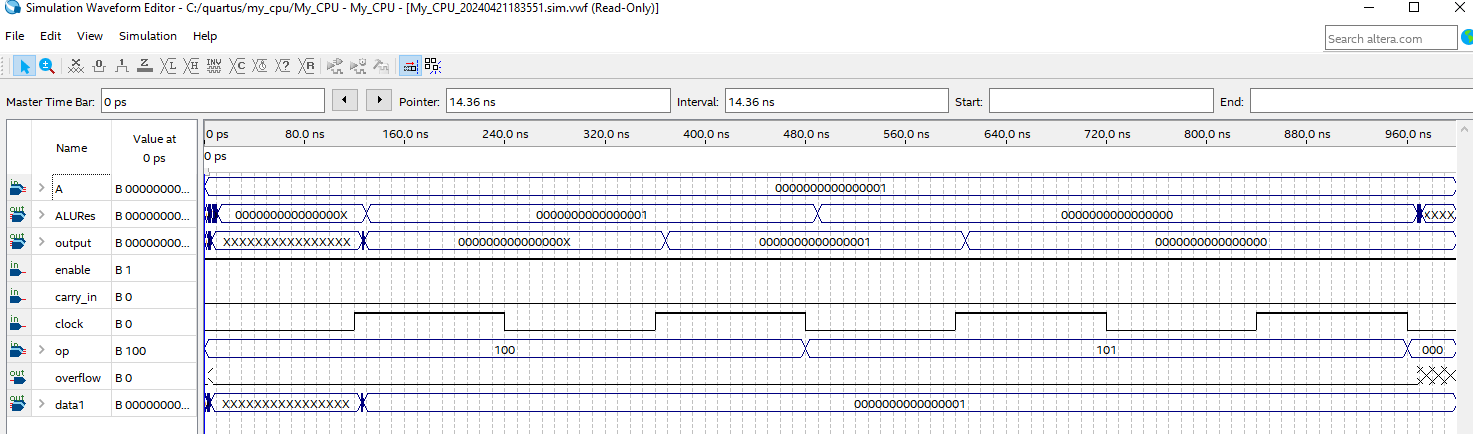 Simulation Waveform Editor - C:/quartus/my_cpu/My_CPU - My_CPU - [My_CPU_20240421183551.sim.vwf (Read-Only)]
File Edit View Simulation Help
Search altera.com
Master Time Bar: 0 ps Pointer: 14.36 ns Interval: 14.36 ns Start: End:
Name Value at 0 ps 0 ps 80.0 ns 160.0 ns 240.0 ns 320.0 ns 400.0 ns 480.0 ns 560.0 ns 640.0 ns 720.0 ns 800.0 ns 880.0 ns 960.0 ns
0 ps
in A B 00000000... 0000000000000001
out ALURes B 00000000... 000000000000000X 0000000000000001 0000000000000000 XXXX
out output B 00000000... XXXXXXXXXXXXXXXX 000000000000000X 0000000000000001 0000000000000000
in enable B 1
in carry_in B 0
in clock B 0
in op B 100 100 101 000
out overflow B 0
out data1 B 00000000... XXXXXXXXXXXXXXXX 0000000000000001